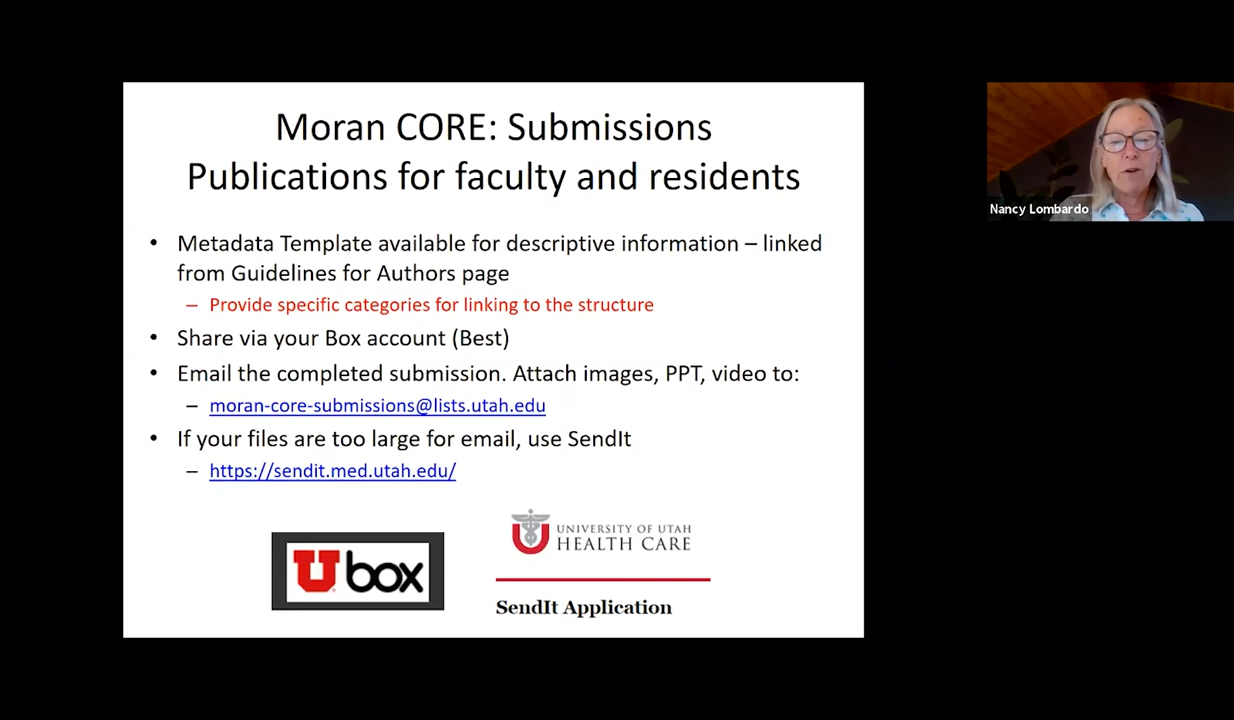 Moran CORE: Submissions
Publications for faculty and residents
• Metadata Template available for descriptive information – linked
from Guidelines for Authors page
– Provide specific categories for linking to the structure
• Share via your Box account (Best)
• Email the completed submission. Attach images, PPT, video to:
– moran-core-submissions@lists.utah.edu
• If your files are too large for email, use SendIt
– https://sendit.med.utah.edu/
U box
U UNIVERSITY OF UTAH
HEALTH CARE
SendIt Application
Nancy Lombardo